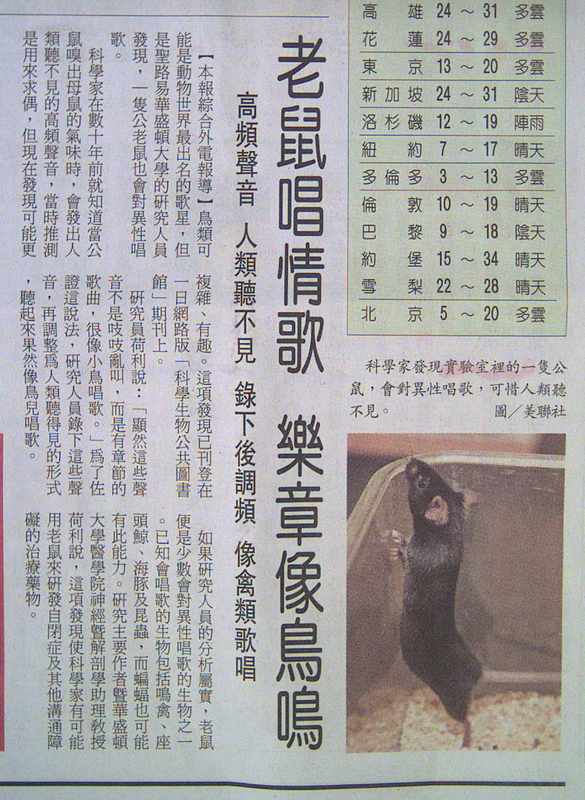 高雄 24 ～ 31 多雲
花蓮 24 ～ 29 多雲
東京 13 ～ 20 多雲
新加坡 24 ～ 31 陰天
洛杉磯 12 ～ 19 陣雨
紐約 7 ～ 17 晴天
多倫多 3 ～ 13 多雲
倫敦 10 ～ 19 晴天
巴黎 9 ～ 18 陰天
約堡 15 ～ 34 晴天
雪梨 22 ～ 28 晴天
北京 5 ～ 20 多雲
科學家發現實驗室裡的一隻公
鼠，會對異性唱歌，可惜人類聽
不見。 圖／美聯社
老鼠唱情歌 樂章像鳥鳴
高頻聲音 人類聽不見 錄下後調頻 像禽類歌唱
【本報綜合外電報導】鳥類可
能是動物世界最出名的歌星，但
是聖路易華盛頓大學的研究人員
發現，一隻公老鼠也會對異性唱
歌。
科學家在數十年前就知道當公
鼠嗅出母鼠的氣味時，會發出人
類聽不見的高頻聲音，當時推測
是用來求偶，但現在發現可能更
複雜、有趣。這項發現已刊登在
一日網路版「科學生物公共圖書
館」期刊上。
研究員荷利說：「顯然這些聲
音不是吱吱亂叫，而是有章節的
歌曲，很像小鳥唱歌。」為了佐
證這說法，研究人員錄下這些聲
音，再調整為人類聽得見的形式
，聽起來果然像鳥兒唱歌。
如果研究人員的分析屬實，老鼠
便是少數會對異性唱歌的生物之一
。已知會唱歌的生物包括鳴禽、座
頭鯨、海豚及昆蟲，而蝙蝠也可能
有此能力。研究主要作者暨華盛頓
大學醫學院神經暨解剖學助理教授
荷利說，這項發現使科學家有可能
用老鼠來研發自閉症及其他溝通障
礙的治療藥物。